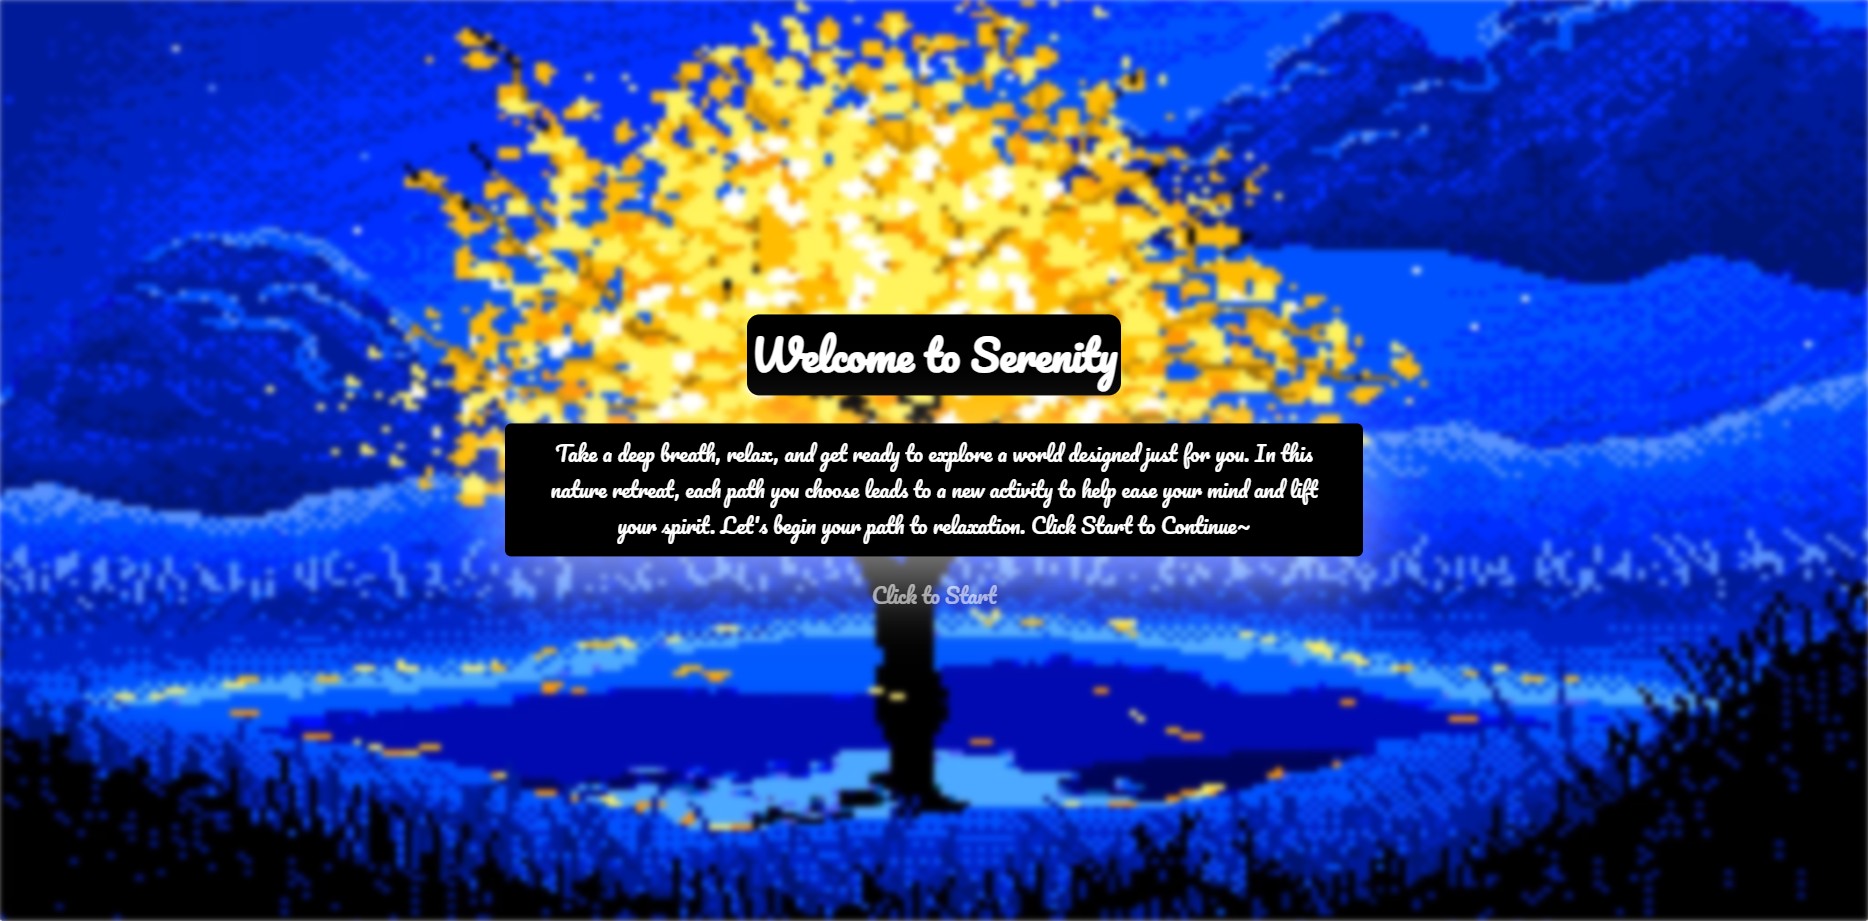 Welcome to Serenity
Take a deep breath, relax, and get ready to explore a world designed just for you. In this
nature retreat, each path you choose leads to a new activity to help ease your mind and lift
your spirit. Let's begin your path to relaxation. Click Start to Continue~
Click to Start